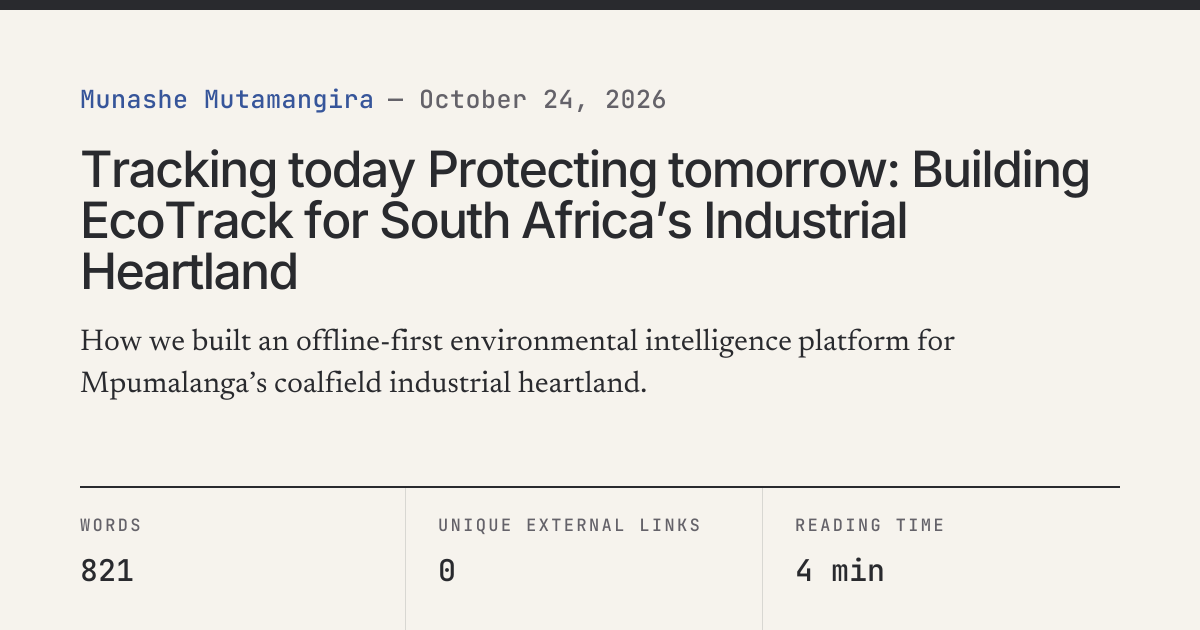 Munashe Mutamangira — October 24, 2026
Tracking today Protecting tomorrow: Building
EcoTrack for South Africa’s Industrial
Heartland
How we built an offline-first environmental intelligence platform for
Mpumalanga’s coalfield industrial heartland.
WORDS
821
UNIQUE EXTERNAL LINKS
0
READING TIME
4 min